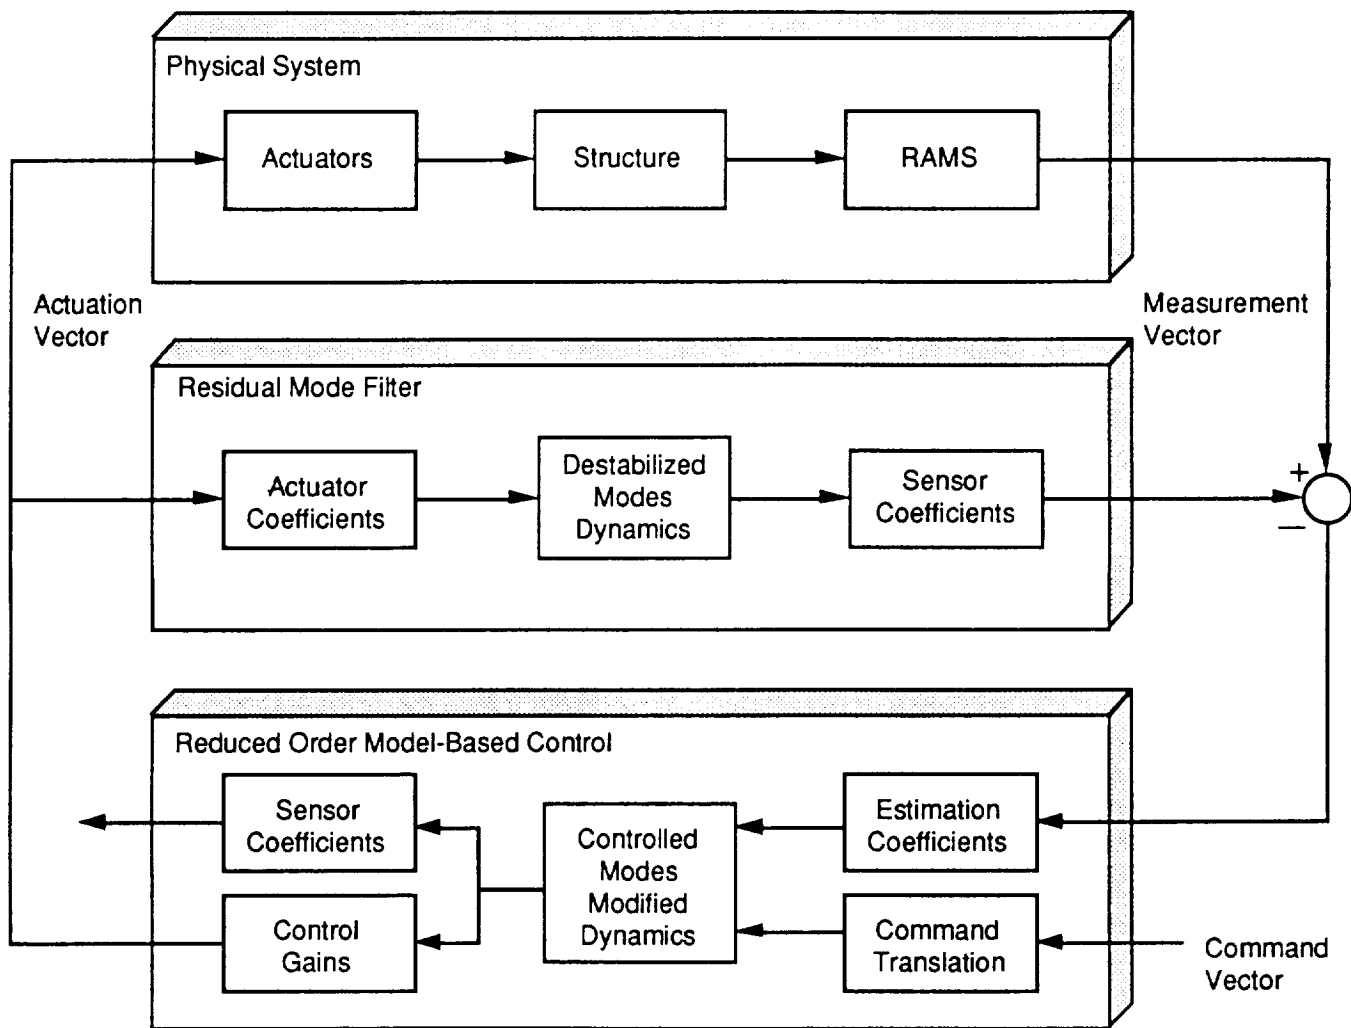 Physical System
Actuators
Structure
RAMS
Actuation
Vector
Measurement
Vector
Residual Mode Filter
Actuator
Coefficients
Destabilized
Modes
Dynamics
Sensor
Coefficients
+
—
Reduced Order Model-Based Control
Sensor
Coefficients
Controlled
Modes
Modified
Dynamics
Estimation
Coefficients
Control
Gains
Command
Translation
Command
Vector